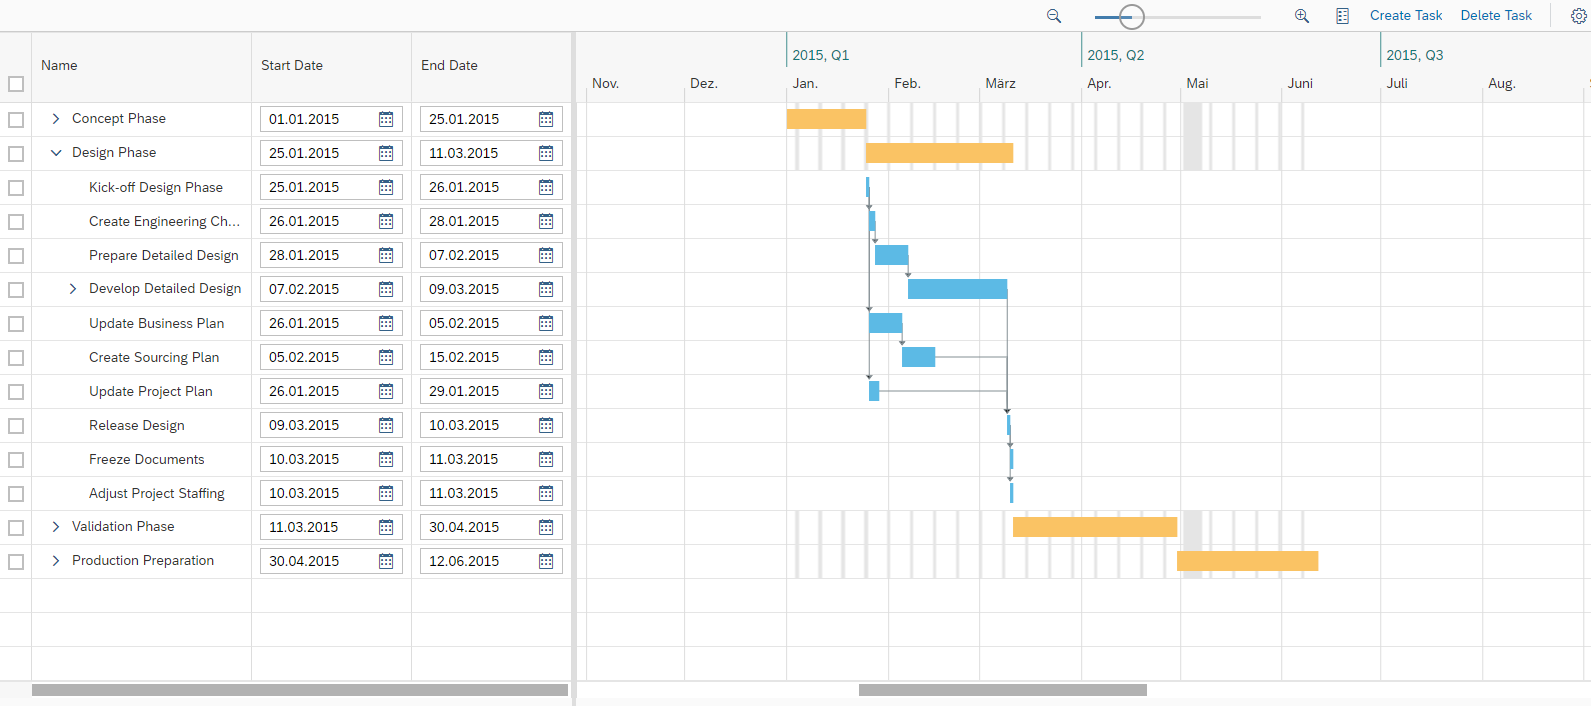 Create Task Delete Task
Name Start Date End Date
2015, Q1 2015, Q2 2015, Q3
Nov. Dez. Jan. Feb. März Apr. Mai Juni Juli Aug.
Concept Phase 01.01.2015 25.01.2015
Design Phase 25.01.2015 11.03.2015
Kick-off Design Phase 25.01.2015 26.01.2015
Create Engineering Ch... 26.01.2015 28.01.2015
Prepare Detailed Design 28.01.2015 07.02.2015
Develop Detailed Design 07.02.2015 09.03.2015
Update Business Plan 26.01.2015 05.02.2015
Create Sourcing Plan 05.02.2015 15.02.2015
Update Project Plan 26.01.2015 29.01.2015
Release Design 09.03.2015 10.03.2015
Freeze Documents 10.03.2015 11.03.2015
Adjust Project Staffing 10.03.2015 11.03.2015
Validation Phase 11.03.2015 30.04.2015
Production Preparation 30.04.2015 12.06.2015